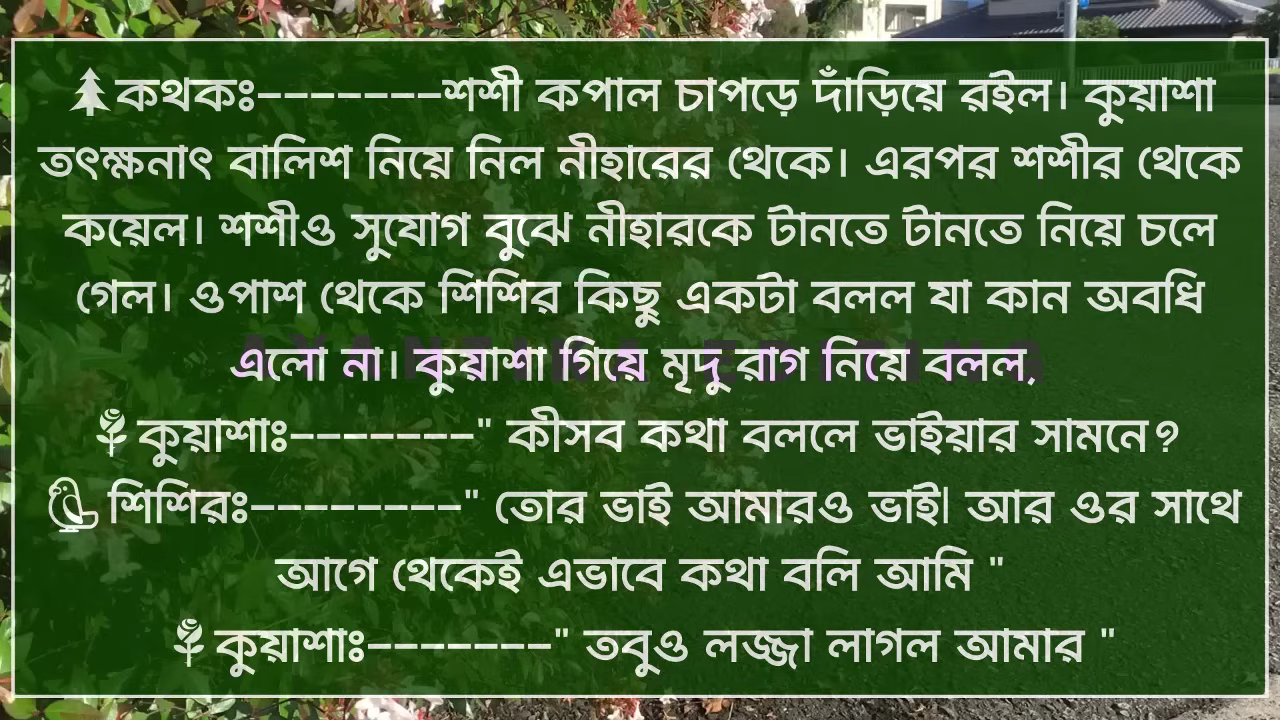 🌲কথকঃ-------শশী কপাল চাপড়ে দাঁড়িয়ে রইল। কুয়াশা
তৎক্ষনাৎ বালিশ নিয়ে নিল নীহারের থেকে। এরপর শশীর থেকে
কয়েল। শশীও সুযোগ বুঝে নীহারকে টানতে টানতে নিয়ে চলে
গেল। ওপাশ থেকে শিশির কিছু একটা বলল যা কান অবধি
এলো না। কুয়াশা গিয়ে মৃদু রাগ নিয়ে বলল,
🌹কুয়াশাঃ-------" কীসব কথা বললে ভাইয়ার সামনে?
শিশিরঃ--------" তোর ভাই আমারও ভাই| আর ওর সাথে
আগে থেকেই এভাবে কথা বলি আমি "
🌹কুয়াশাঃ-------" তবুও লজ্জা লাগল আমার "